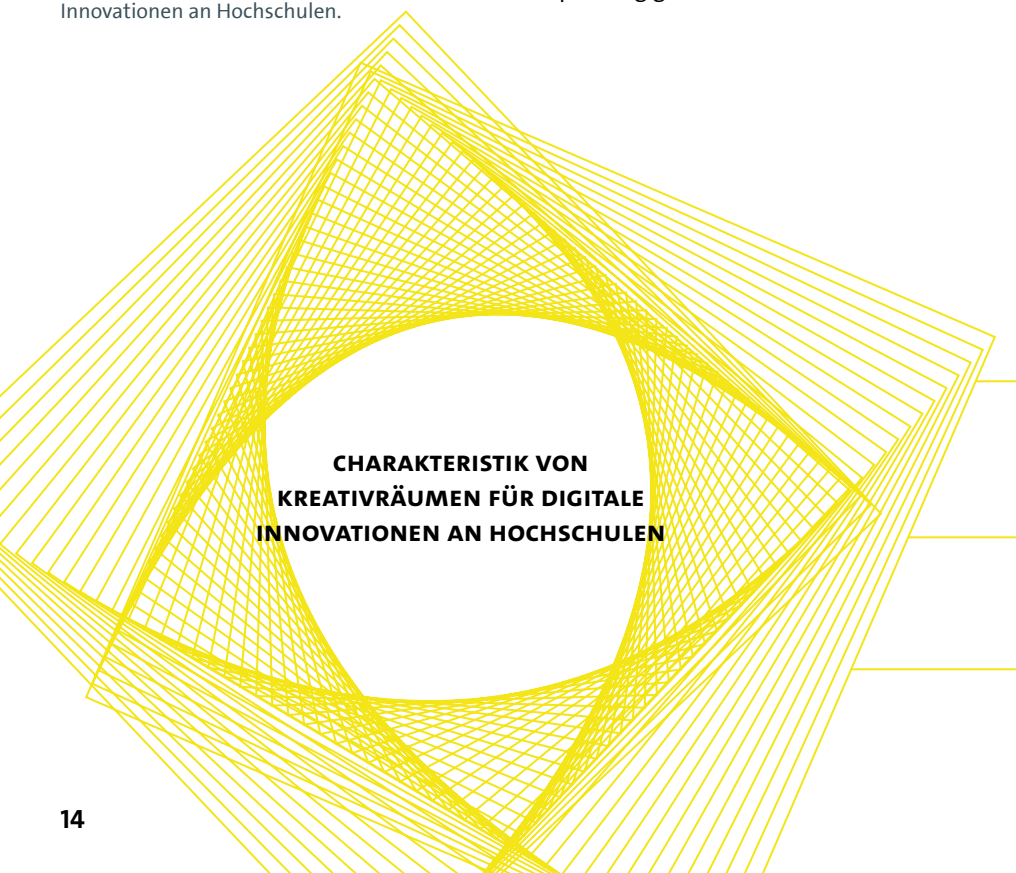 Innovationen an Hochschulen.
CHARAKTERISTIK VON
KREATIVRÄUMEN FÜR DIGITALE
INNOVATIONEN AN HOCHSCHULEN
14